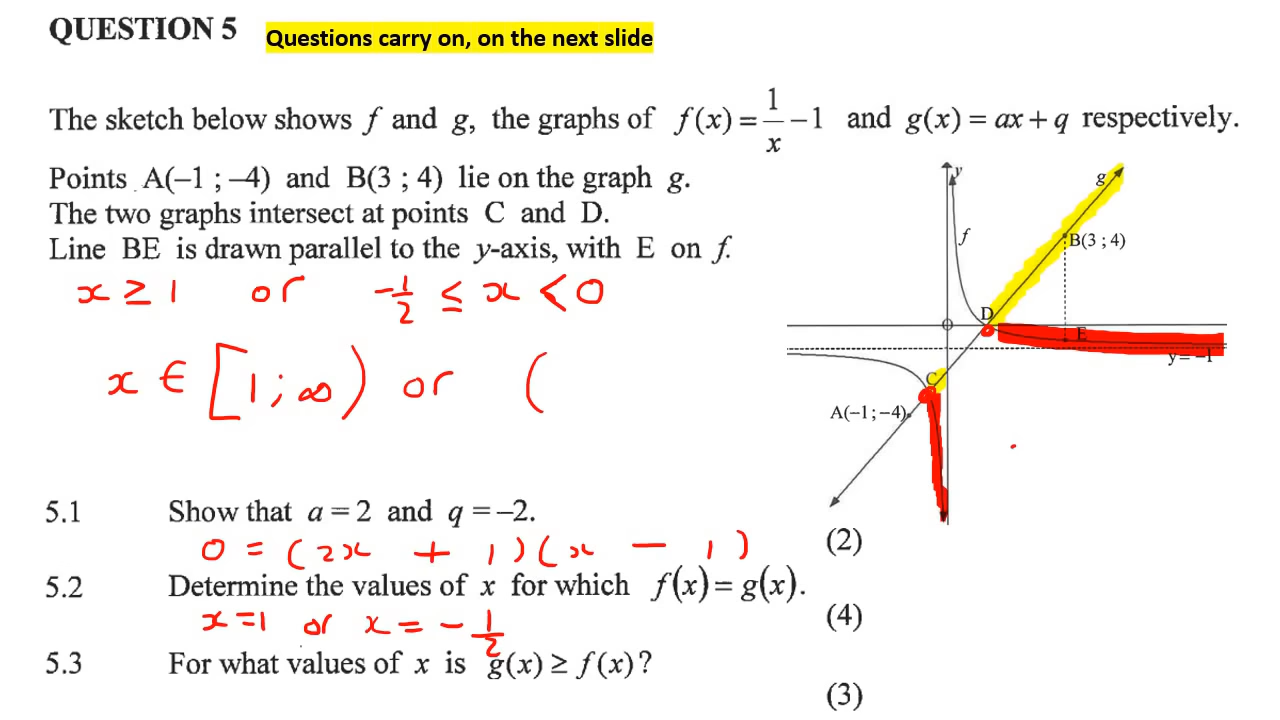 QUESTION 5
Questions carry on, on the next slide
The sketch below shows f and g, the graphs of f(x) = 1/x − 1 and g(x) = ax + q respectively.
Points A(−1 ; −4) and B(3 ; 4) lie on the graph g.
The two graphs intersect at points C and D.
Line BE is drawn parallel to the y-axis, with E on f.
x ≥ 1 or −1/2 ≤ x < 0
x ∈ [1 ; ∞) or (
y
g
f
B(3 ; 4)
O
D
E
y = −1
C
A(−1 ; −4)
5.1 Show that a = 2 and q = −2.
(2)
0 = (2x + 1)(x − 1)
5.2 Determine the values of x for which f(x) = g(x).
(4)
x = 1 or x = −1/2
5.3 For what values of x is g(x) ≥ f(x)?
(3)